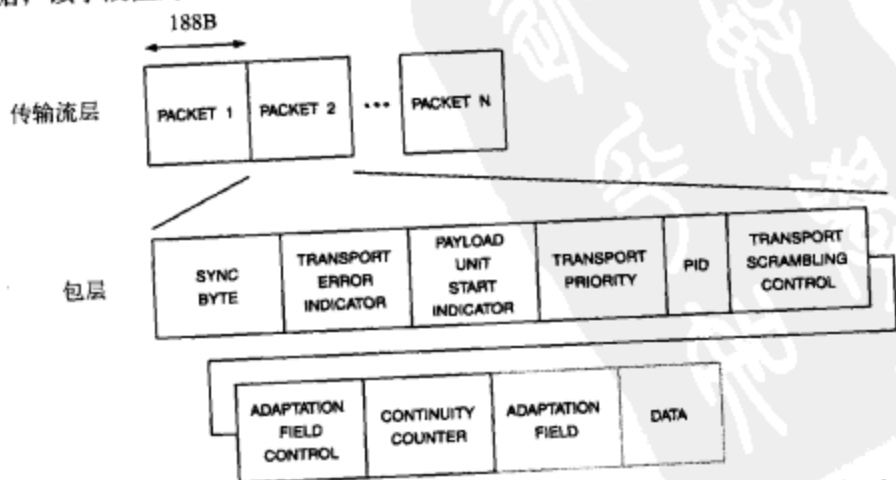 188B
传输流层
PACKET 1
PACKET 2
•••
PACKET N
包层
SYNC
BYTE
TRANSPORT
ERROR
INDICATOR
PAYLOAD
UNIT
START
INDICATOR
TRANSPORT
PRIORITY
PID
TRANSPORT
SCRAMBLING
CONTROL
ADAPTATION
FIELD
CONTROL
CONTINUITY
COUNTER
ADAPTATION
FIELD
DATA